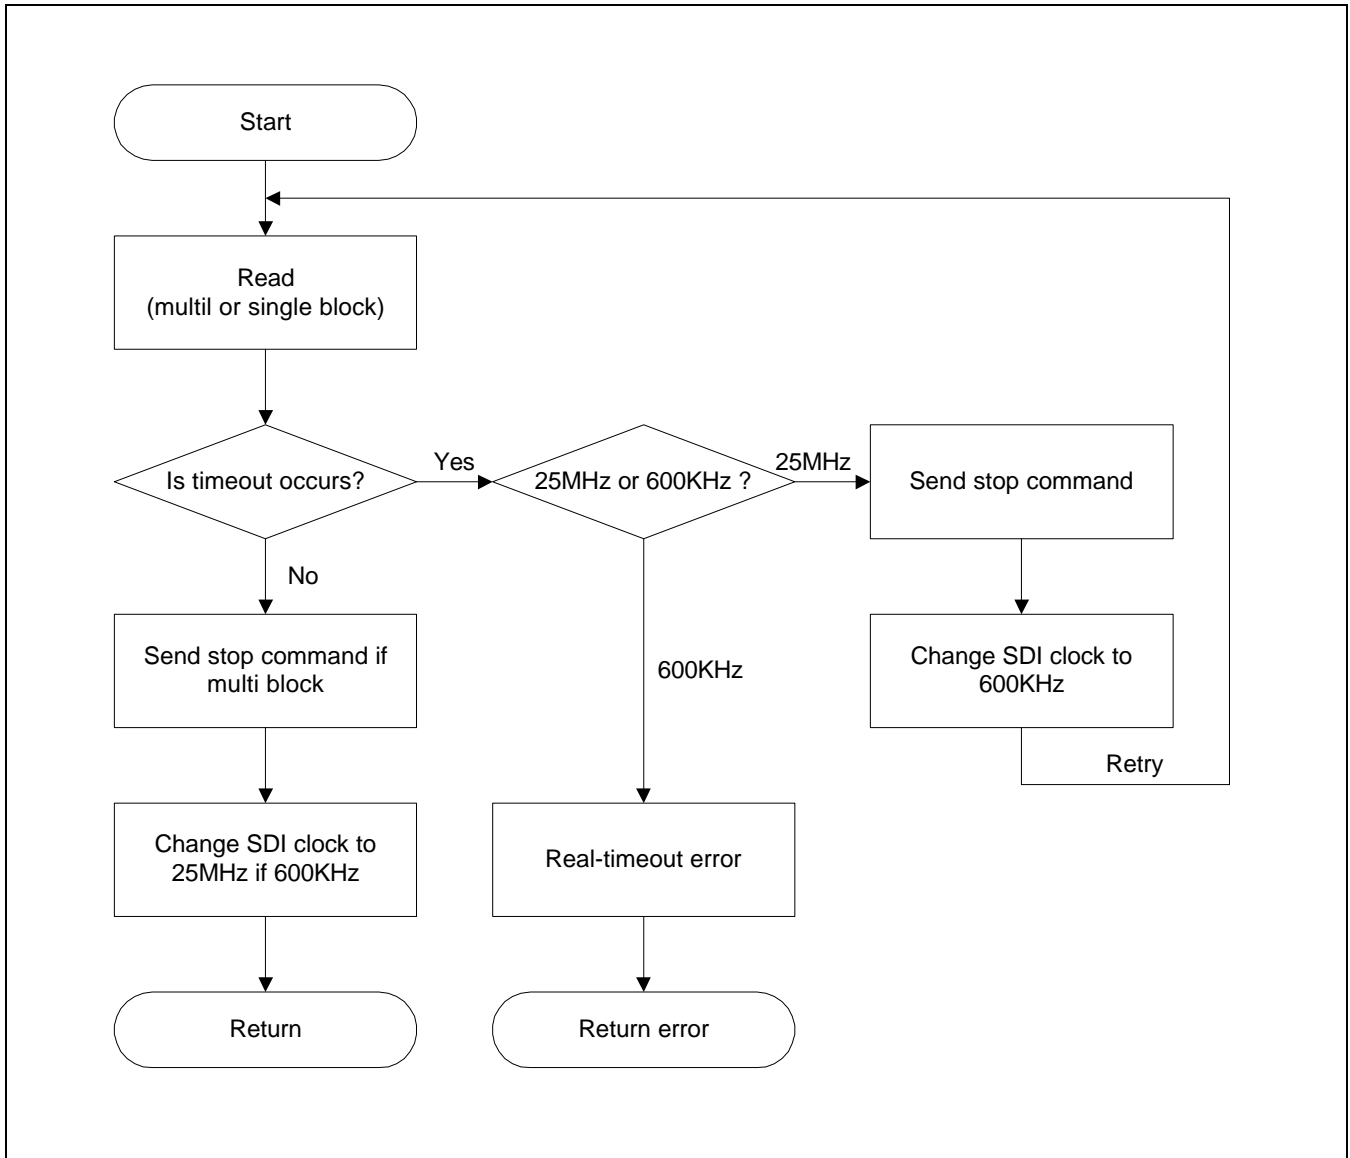 Start
Read
(multil or single block)
Is timeout occurs?
Yes
25MHz or 600KHz ?
25MHz
Send stop command
No
Send stop command if
multi block
600KHz
Change SDI clock to
600KHz
Retry
Change SDI clock to
25MHz if 600KHz
Real-timeout error
Return
Return error